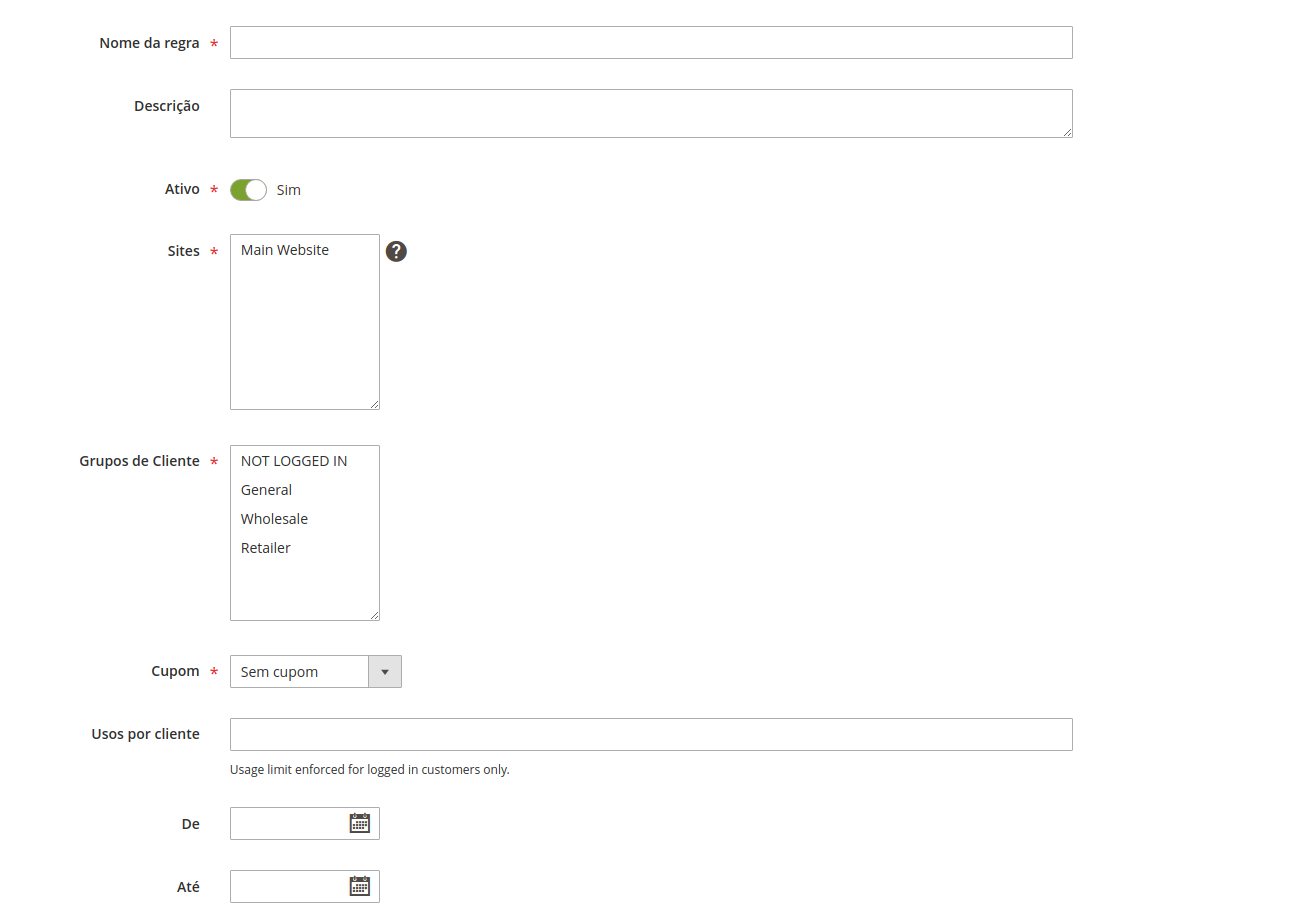 Nome da regra *
Descrição
Ativo * Sim
Sites * Main Website ?
Grupos de Cliente * NOT LOGGED IN
General
Wholesale
Retailer
Cupom * Sem cupom
Usos por cliente
Usage limit enforced for logged in customers only.
De
Até